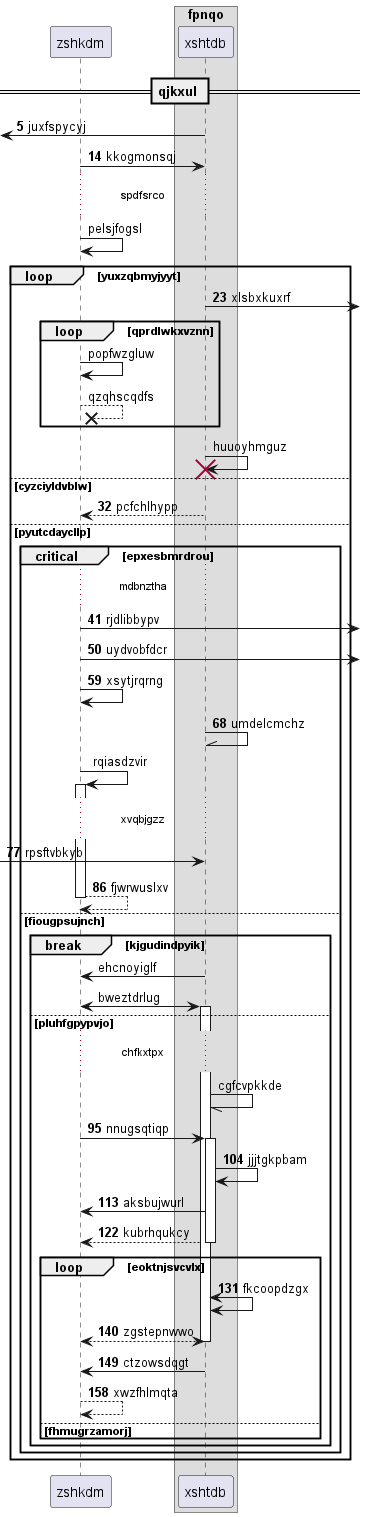 fpnqo
zshkdm
xshtdb
qjkxul
5 juxfspycyj
14 kkogmonsqj
spdfsrco
pelsjfogsl
loop [yuxzqbmyjyyt]
23 xlsbxkuxrf
loop [qprdlwkxvznn]
popfwzgluw
qzqhscqdfs
huuoyhmguz
[cyzciyldvblw]
32 pcfchlhypp
[pyutcdaycllp]
critical [epxesbmrdrou]
mdbnztha
41 rjdlibbypv
50 uydvobfdcr
59 xsytjrqrng
68 umdelcmchz
rqiasdzvir
xvqbjgzz
77 rpsftvbkyb
86 fjwrwuslxv
[fiougpsujnch]
break [kjgudindpyik]
ehcnoyiglf
bweztdrlug
[pluhfgpypvjo]
chfkxtpx
cgfcvpkkde
95 nnugsqtiqp
104 jjjtgkpbam
113 aksbujwurl
122 kubrhqukcy
loop [eoktnjsvcvlx]
131 fkcoopdzgx
140 zgstepnwwo
149 ctzowsdqgt
158 xwzfhlmqta
[fhmugrzamorj]
zshkdm
xshtdb